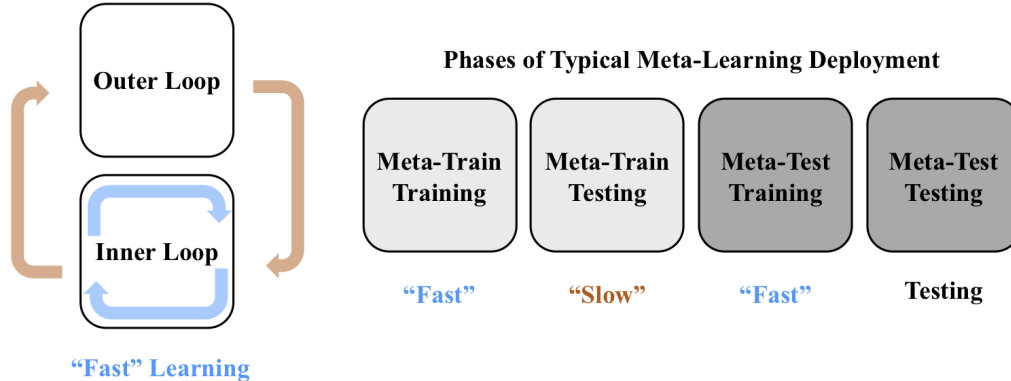 Outer Loop
Inner Loop
“Fast” Learning
Phases of Typical Meta-Learning Deployment
Meta-Train
Training
Meta-Train
Testing
Meta-Test
Training
Meta-Test
Testing
“Fast”
“Slow”
“Fast”
Testing